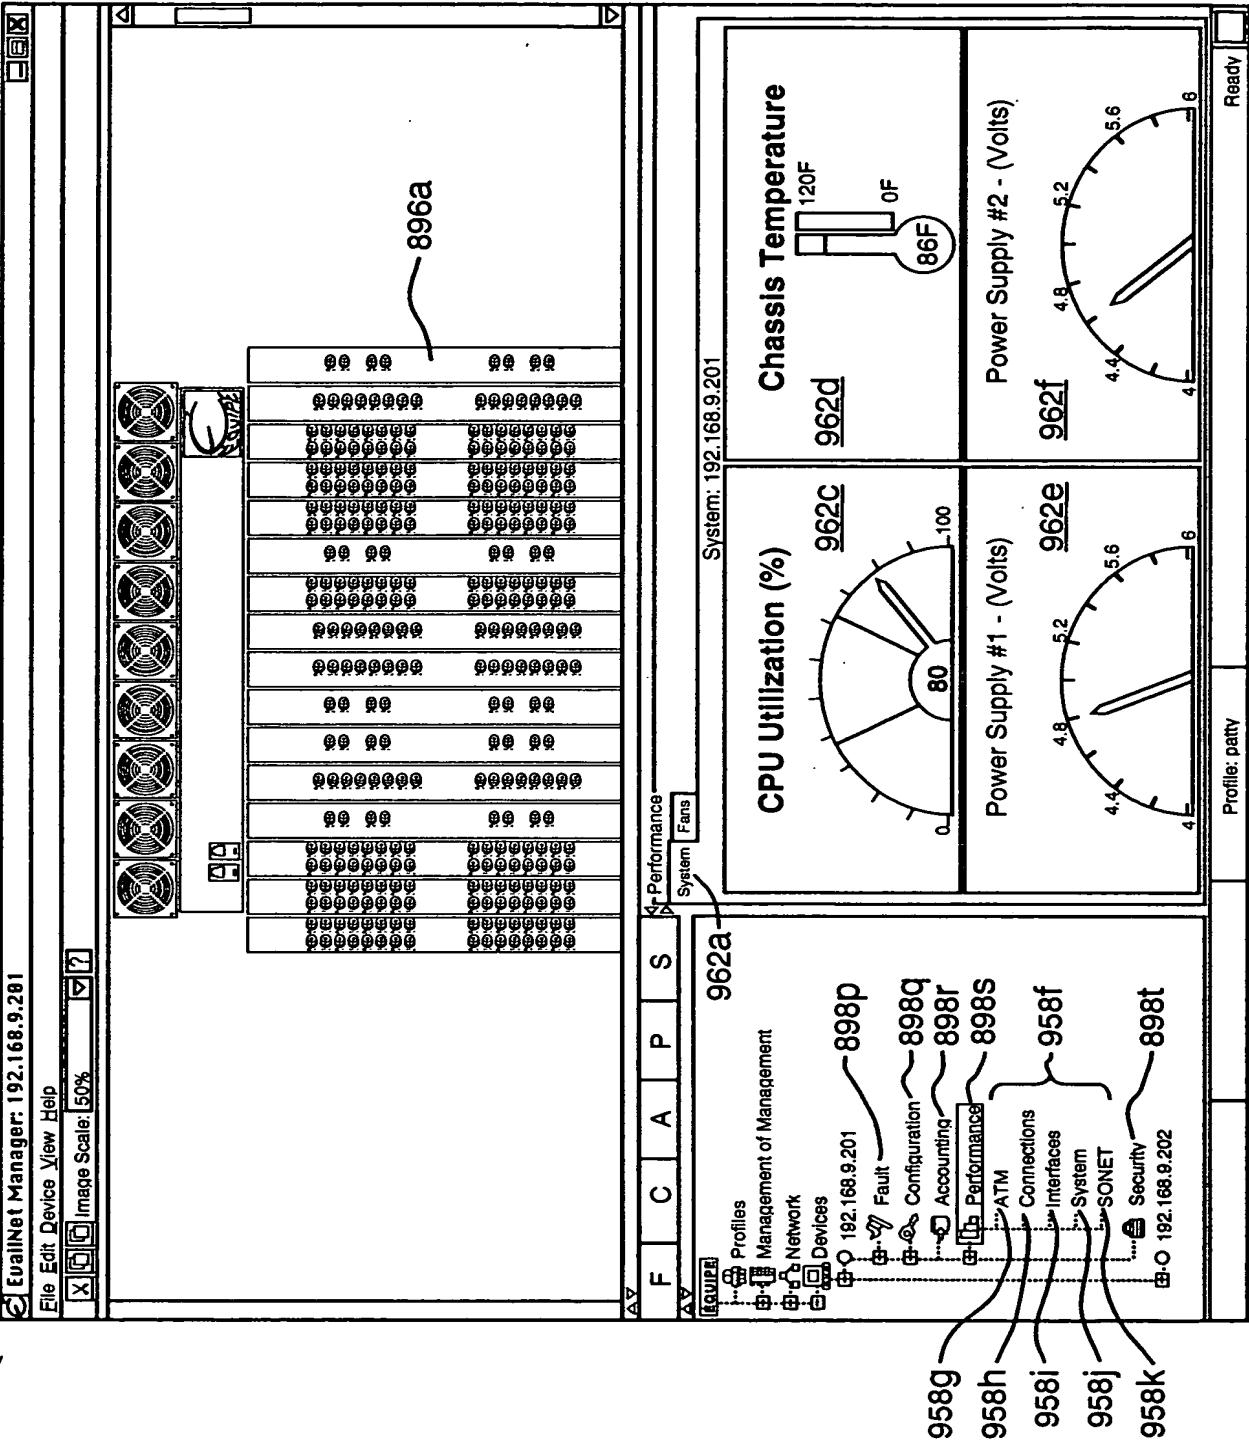 EualNet Manager: 192.168.9.201
File Edit Device View Help
X Image Scale: 50% ?
896a
F C A P S
EQUIPE
Profiles
Management of Management
Network
Devices
192.168.9.201
Fault
Configuration
Accounting
Performance
ATM
Connections
Interfaces
System
SONET
Security
192.168.9.202
898p
898q
898r
898s
958f
898t
958g
958h
958i
958j
958k
962a
Performance
System Fans
System: 192.168.9.201
CPU Utilization (%)
962c
0 80 100
Chassis Temperature
962d
120F
0F
86F
Power Supply #1 - (Volts)
962e
4 4.4 4.8 5.2 5.6 6
Power Supply #2 - (Volts)
962f
4 4.4 4.8 5.2 5.6 6
Profile: patty
Ready